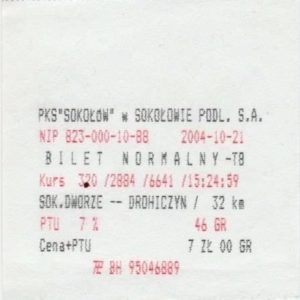 PKS"SOKOŁÓW" w SOKOŁOWIE PODL. S.A.
NIP 823-000-10-88 2004-10-21
BILET NORMALNY -T8
Kurs 320 /2884 /6641 /15:24:59
SOK.DWORZE -- DROHICZYN / 32 km
PTU 7 % 46 GR
Cena+PTU 7 ZŁ 00 GR
BH 95046889